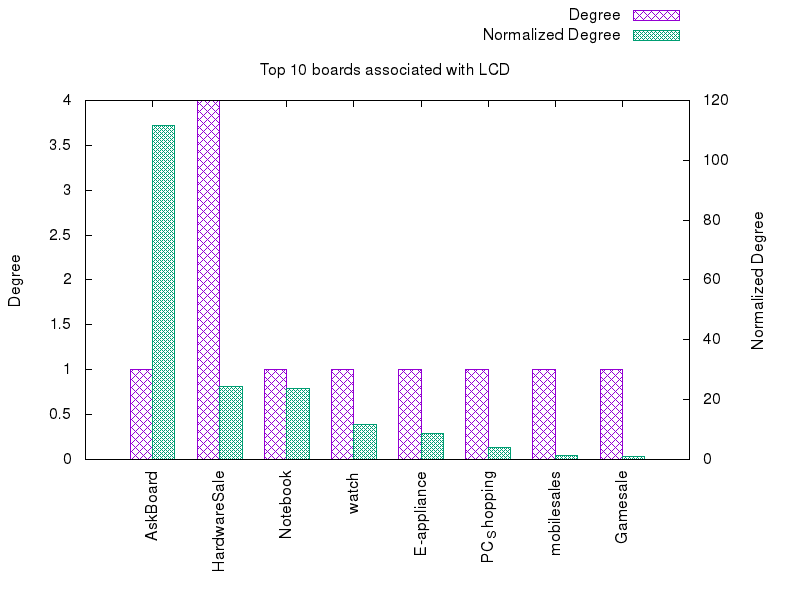 Degree
Normalized Degree
Top 10 boards associated with LCD
4
3.5
3
2.5
2
1.5
1
0.5
0
120
100
80
60
40
20
0
Degree
Normalized Degree
AskBoard
HardwareSale
Notebook
watch
E-appliance
PCshopping
mobilesales
Gamesale